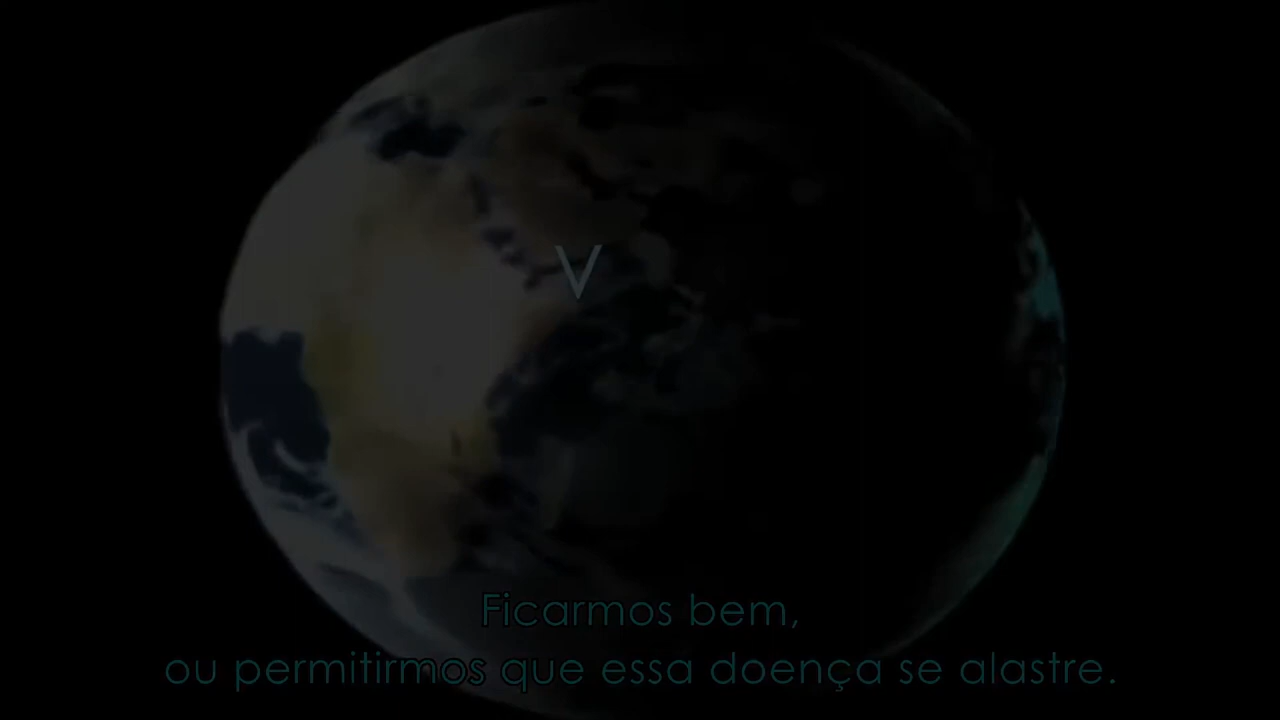 V
Ficarmos bem,
ou permitirmos que essa doença se alastre.